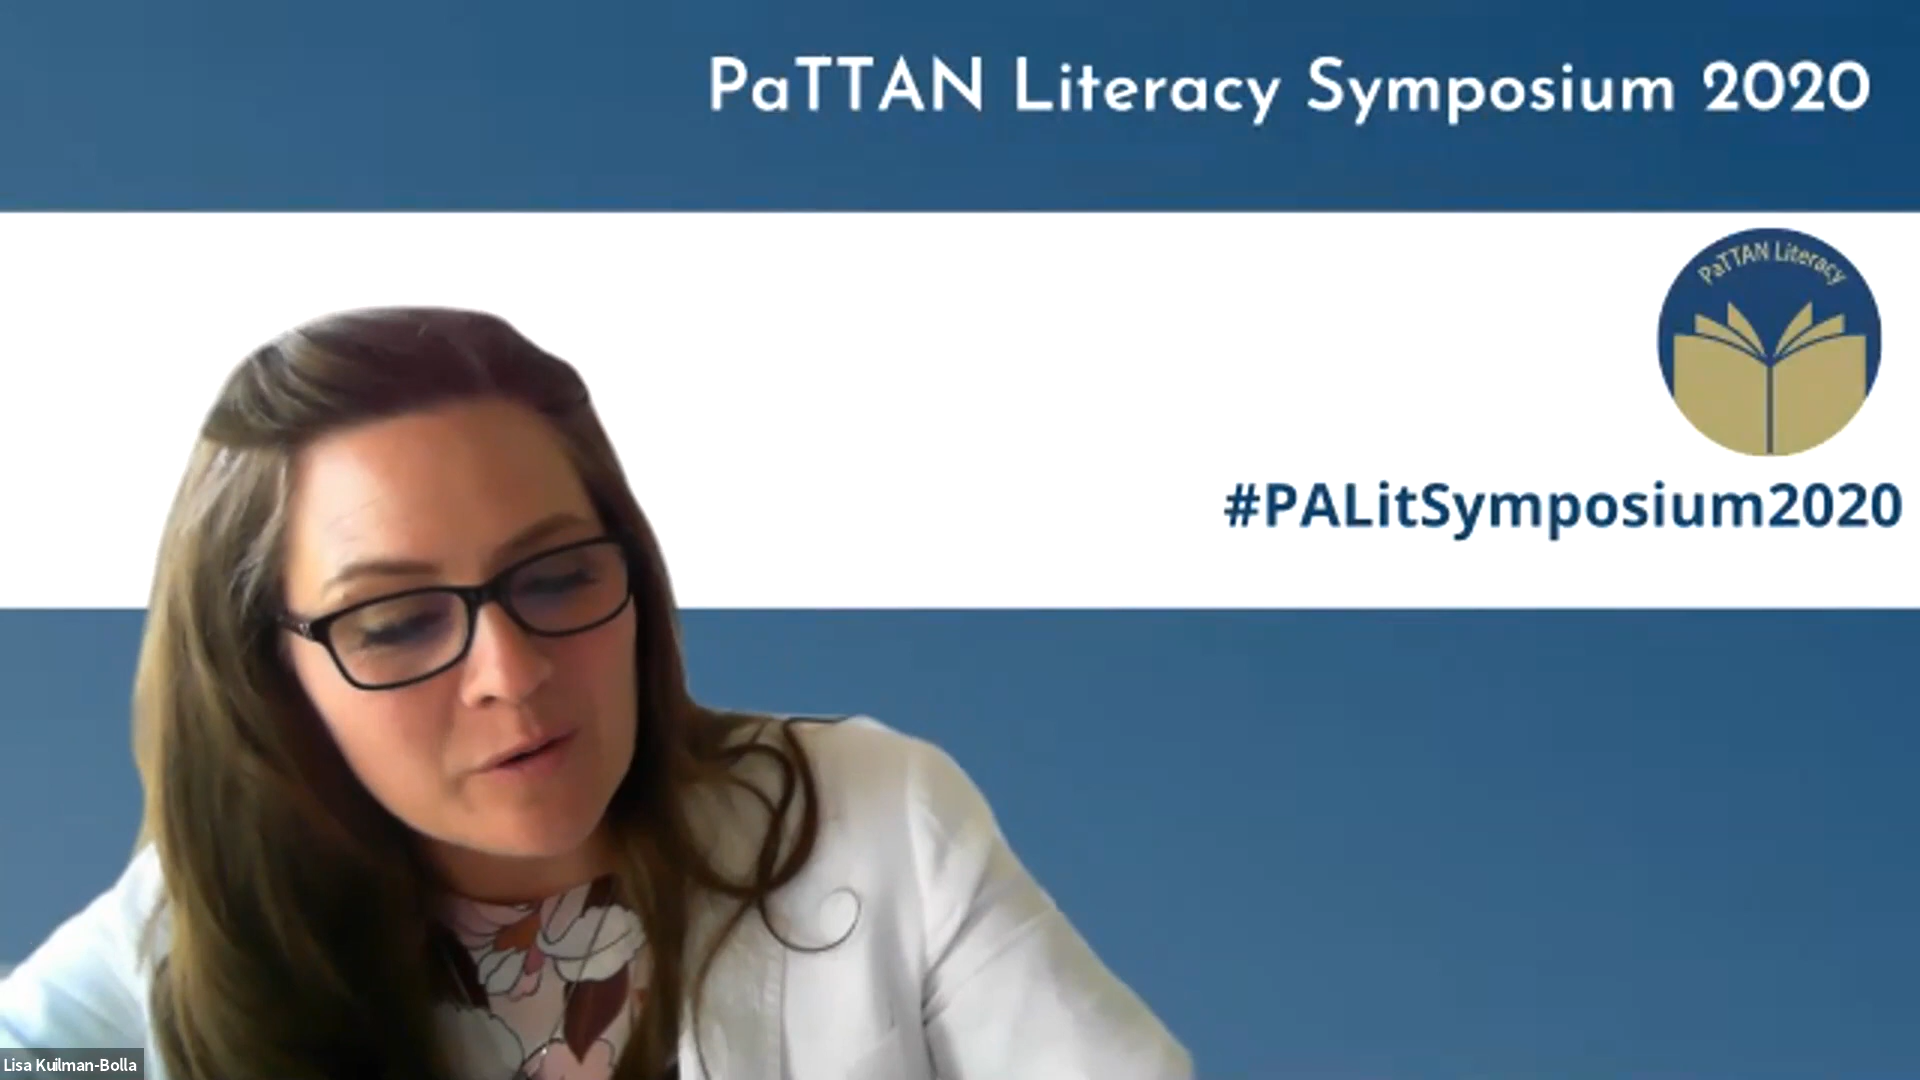 PaTTAN Literacy Symposium 2020
PaTTAN Literacy
#PALitSymposium2020
Lisa Kuilman-Bolla